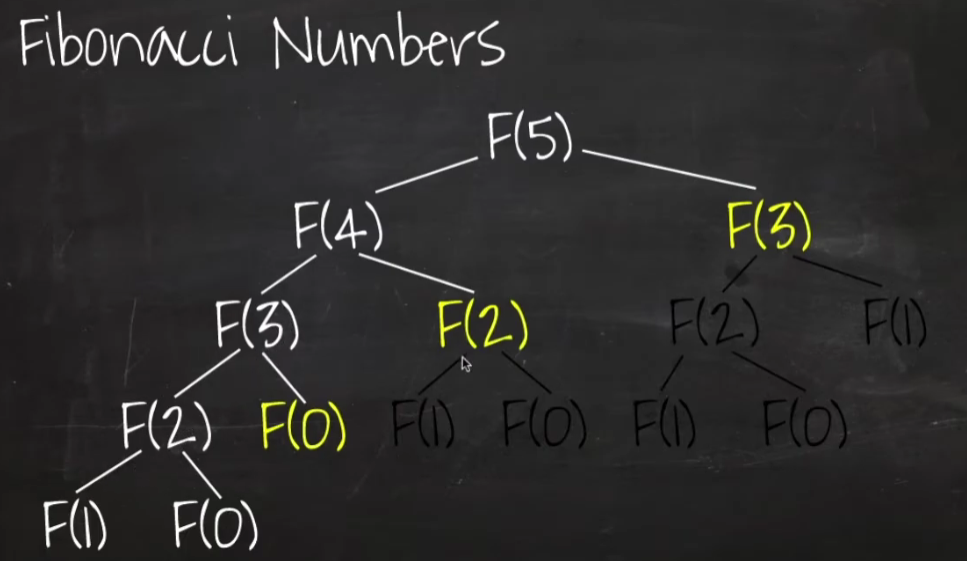 Fibonacci Numbers
F(5)
F(4) F(3)
F(3) F(2) F(2) F(1)
F(2) F(0) F(1) F(0) F(1) F(0)
F(1) F(0)